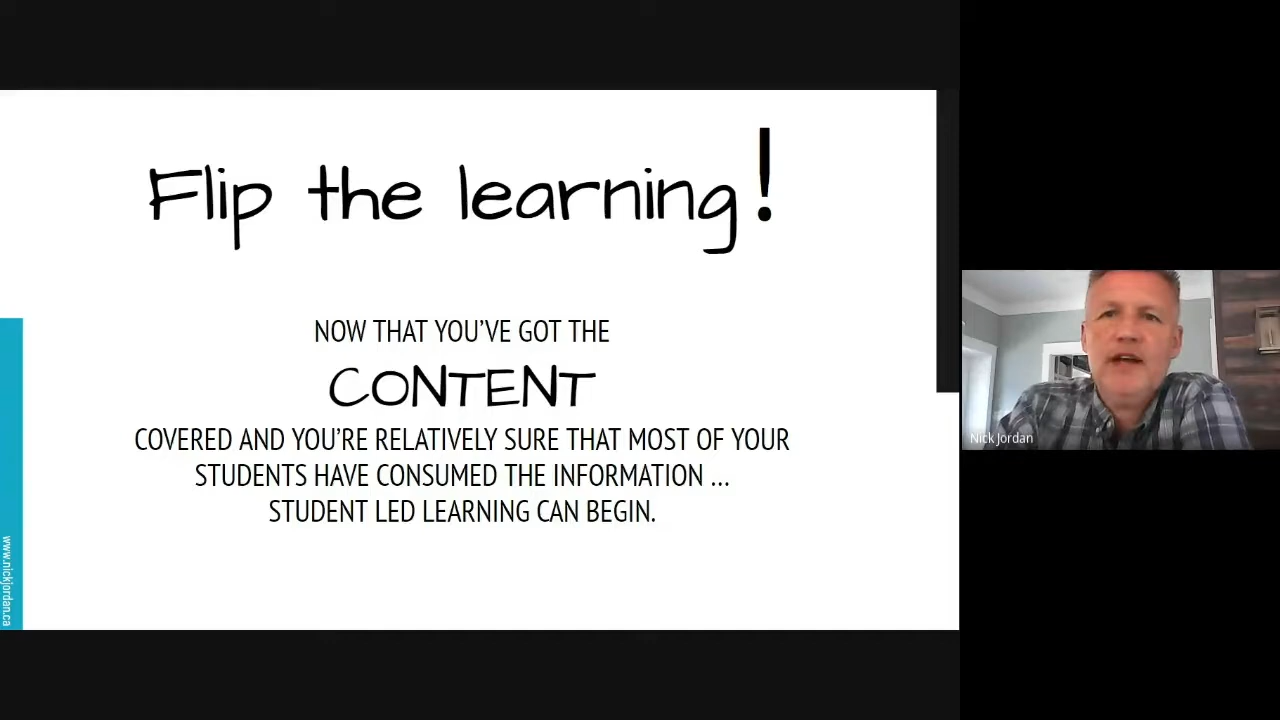 Flip the learning!
NOW THAT YOU'VE GOT THE
CONTENT
COVERED AND YOU'RE RELATIVELY SURE THAT MOST OF YOUR
STUDENTS HAVE CONSUMED THE INFORMATION ...
STUDENT LED LEARNING CAN BEGIN.
www.nickjordan.ca
Nick Jordan